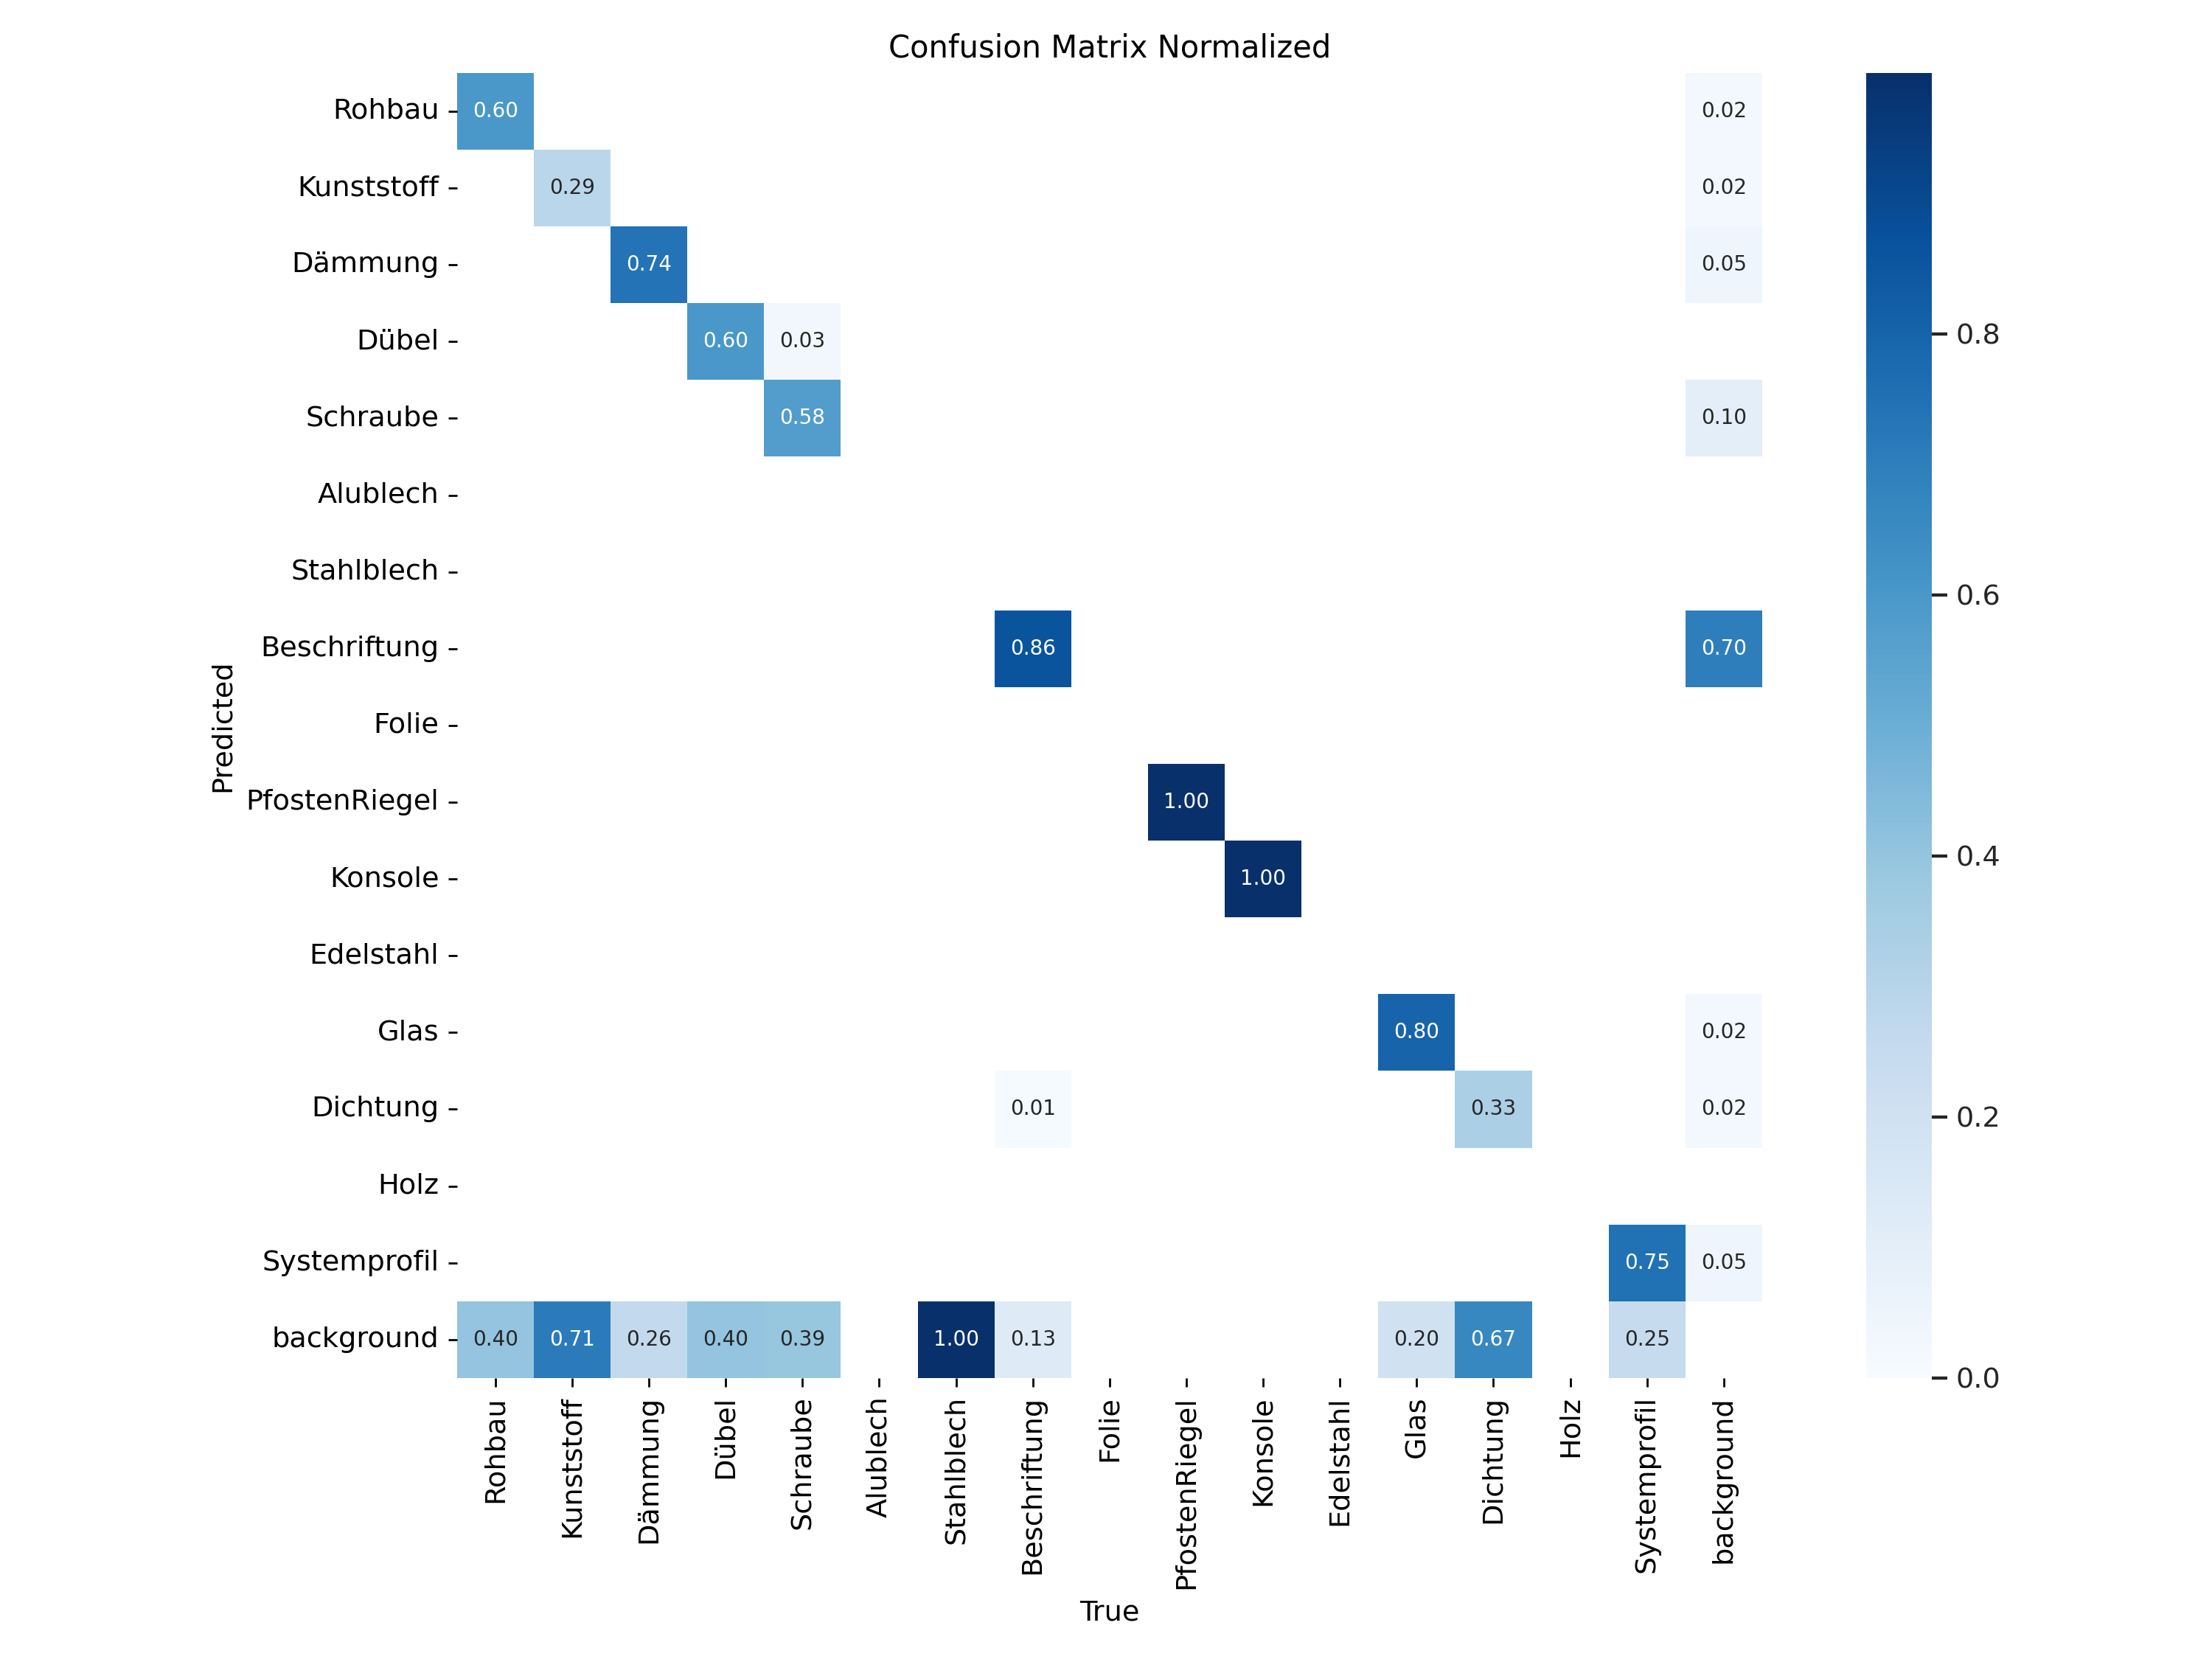 Confusion Matrix Normalized
Rohbau
0.60
0.02
Kunststoff
0.29
0.02
Dämmung
0.74
0.05
Dübel
0.60
0.03
Schraube
0.58
0.10
Alublech
Stahlblech
Beschriftung
0.86
0.70
Folie
PfostenRiegel
1.00
Konsole
1.00
Edelstahl
Glas
0.80
0.02
Dichtung
0.01
0.33
0.02
Holz
Systemprofil
0.75
0.05
background
0.40
0.71
0.26
0.40
0.39
1.00
0.13
0.20
0.67
0.25
Predicted
Rohbau
Kunststoff
Dämmung
Dübel
Schraube
Alublech
Stahlblech
Beschriftung
Folie
PfostenRiegel
Konsole
Edelstahl
Glas
Dichtung
Holz
Systemprofil
background
True
0.8
0.6
0.4
0.2
0.0